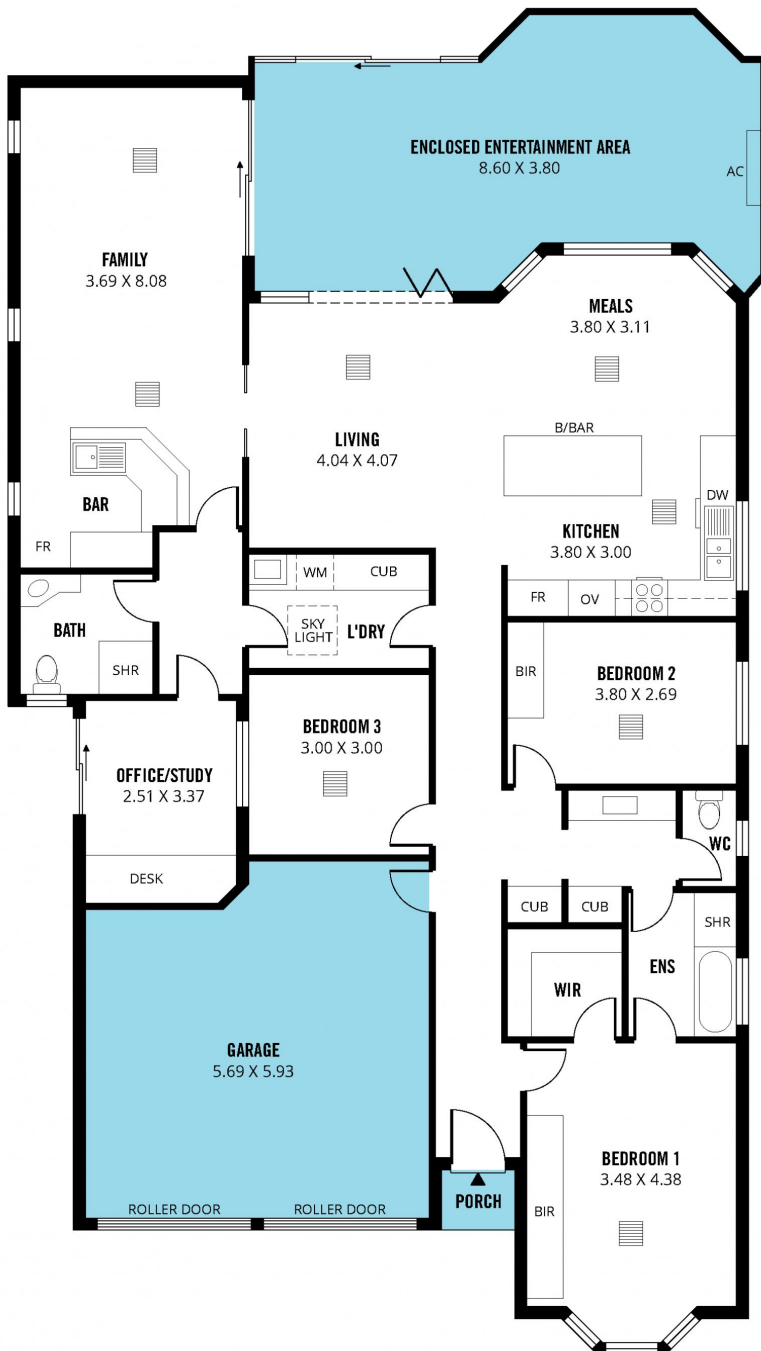 ENCLOSED ENTERTAINMENT AREA
8.60 X 3.80
AC
FAMILY
3.69 X 8.08
MEALS
3.80 X 3.11
LIVING
4.04 X 4.07
B/BAR
BAR
FR
DW
KITCHEN
3.80 X 3.00
FR
OV
WM
CUB
SKY
LIGHT
L'DRY
BATH
SHR
BIR
BEDROOM 2
3.80 X 2.69
BEDROOM 3
3.00 X 3.00
OFFICE/STUDY
2.51 X 3.37
DESK
WC
CUB
CUB
SHR
ENS
WIR
GARAGE
5.69 X 5.93
ROLLER DOOR
ROLLER DOOR
PORCH
BEDROOM 1
3.48 X 4.38
BIR